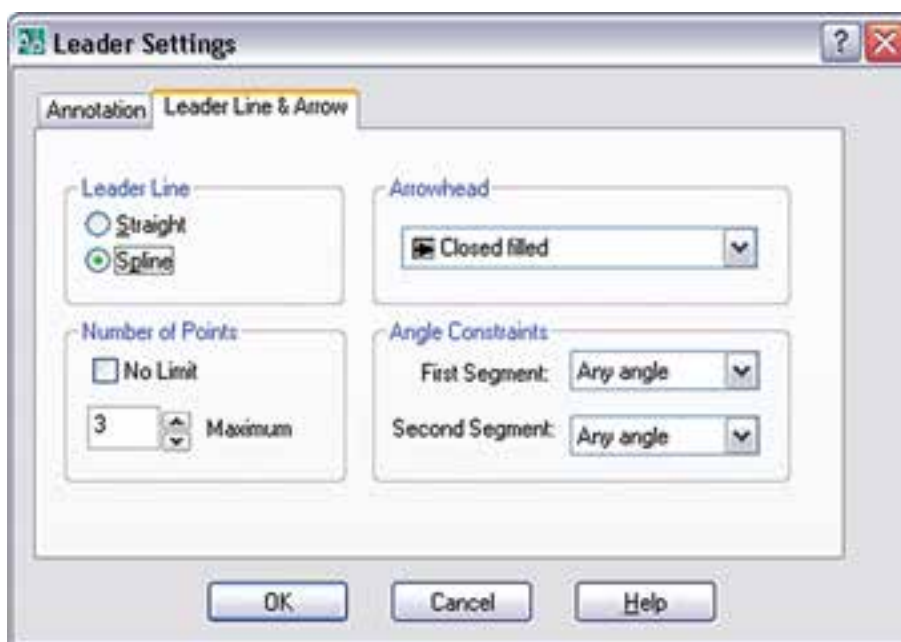 Leader Settings
Annotation
Leader Line & Arrow
Leader Line
Straight
Spline
Arrowhead
Closed filled
Number of Points
No Limit
3 Maximum
Angle Constraints
First Segment: Any angle
Second Segment: Any angle
OK Cancel Help